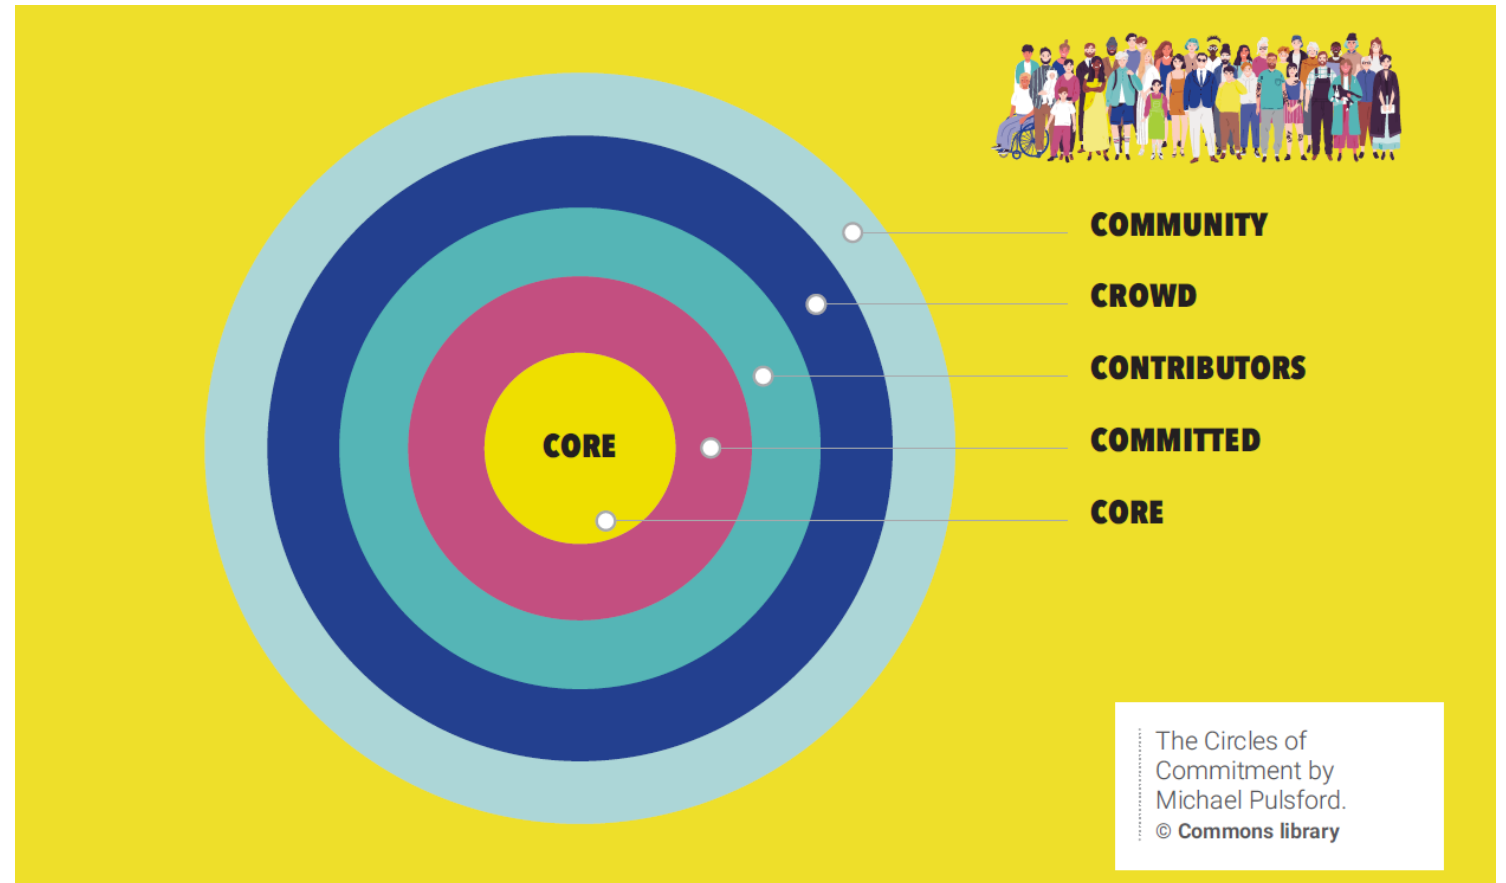 COMMUNITY
CROWD
CONTRIBUTORS
COMMITTED
CORE
CORE
The Circles of
Commitment by
Michael Pulsford.
© Commons library